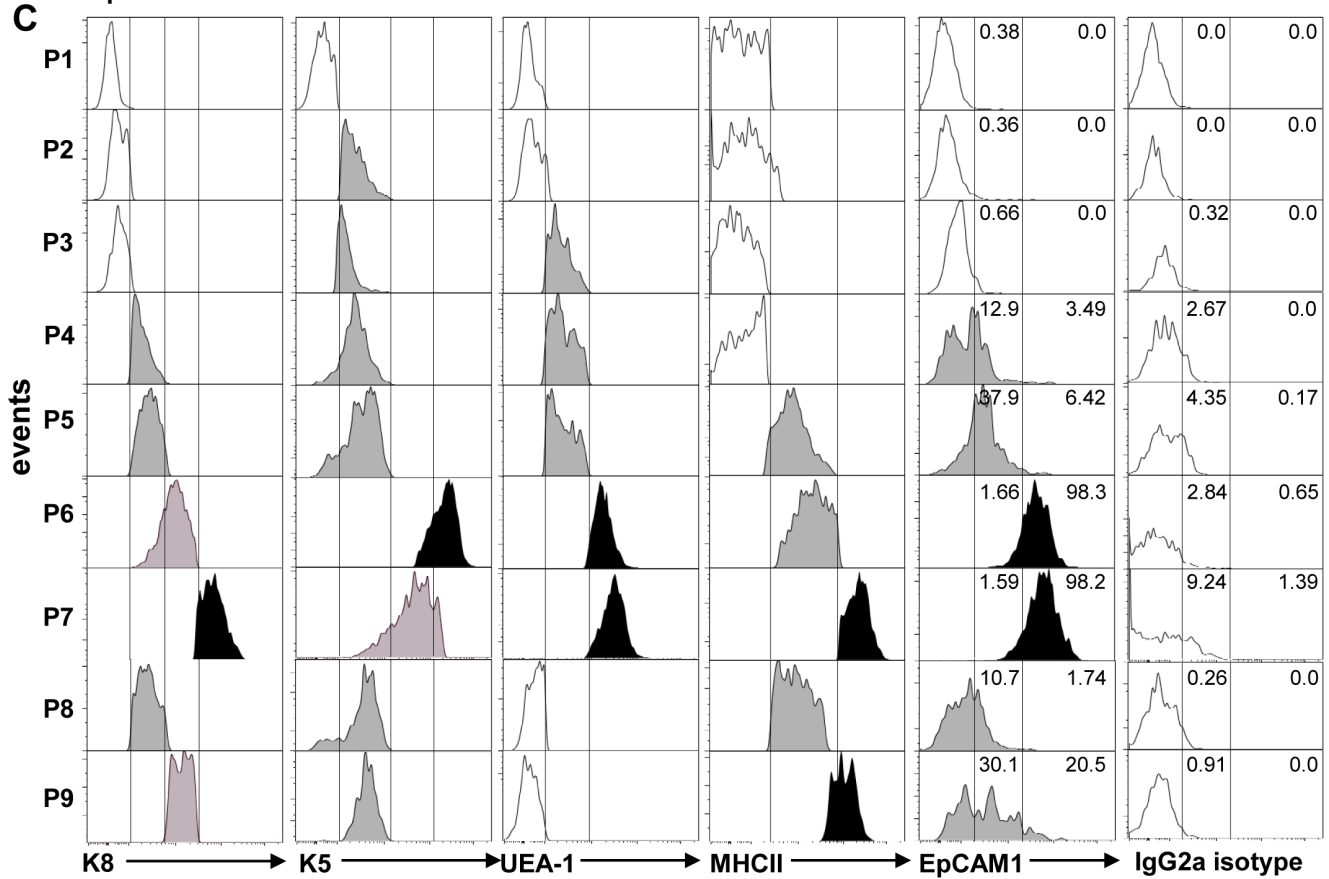 C
events
P1 0.38 0.0 0.0 0.0
P2 0.36 0.0 0.0 0.0
P3 0.66 0.0 0.32 0.0
P4 12.9 3.49 2.67 0.0
P5 37.9 6.42 4.35 0.17
P6 1.66 98.3 2.84 0.65
P7 1.59 98.2 9.24 1.39
P8 10.7 1.74 0.26 0.0
P9 30.1 20.5 0.91 0.0
K8 K5 UEA-1 MHCII EpCAM1 IgG2a isotype